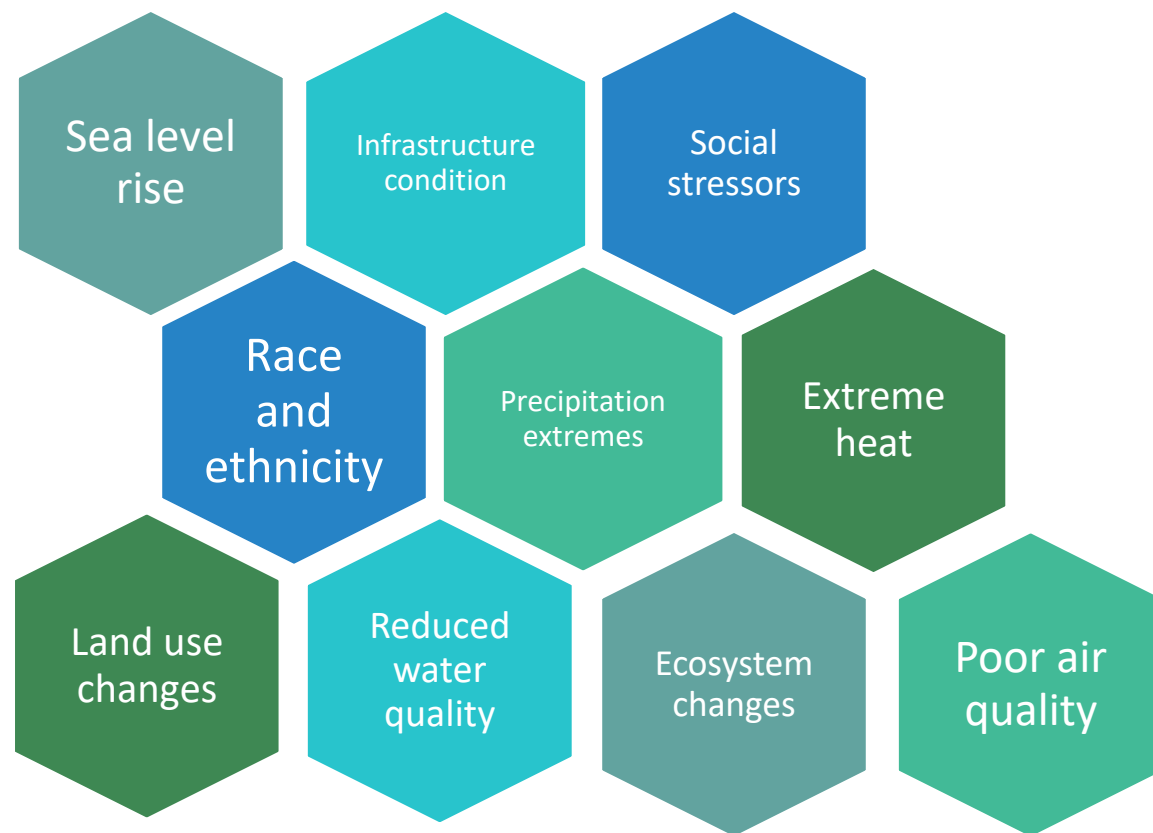 Sea level
rise
Infrastructure
condition
Social
stressors
Race
and
ethnicity
Precipitation
extremes
Extreme
heat
Land use
changes
Reduced
water
quality
Ecosystem
changes
Poor air
quality